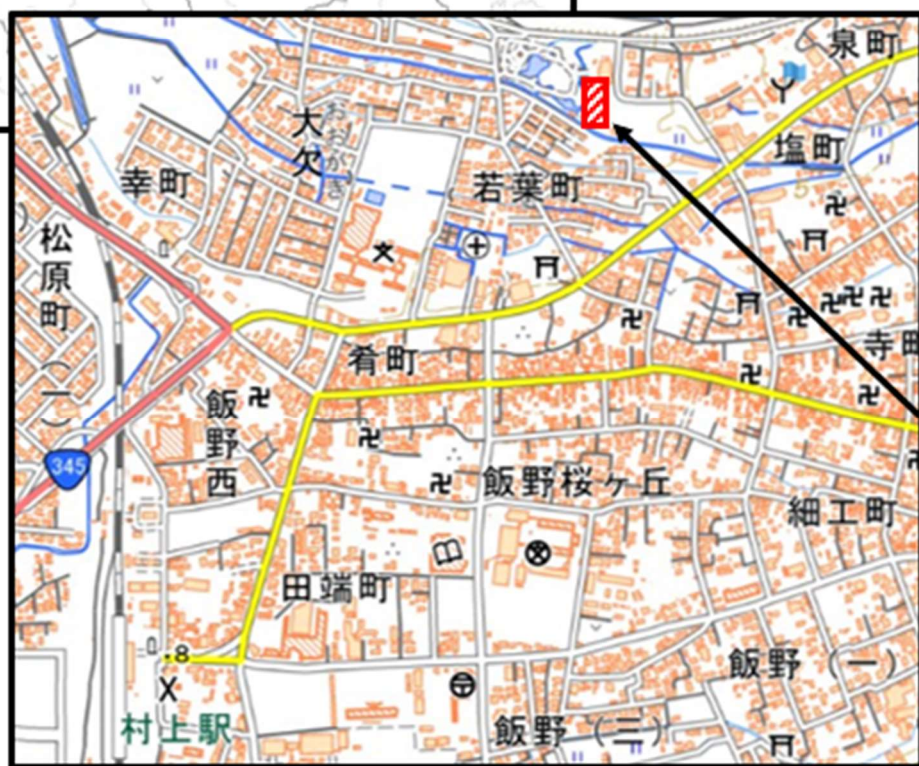 泉町
大欠
おおがき
塩町
幸町
若葉町
松原町(一)
肴町
寺町
飯野西
345
飯野桜ヶ丘
細工町
田端町
8
飯野(一)
村上駅
飯野(三)